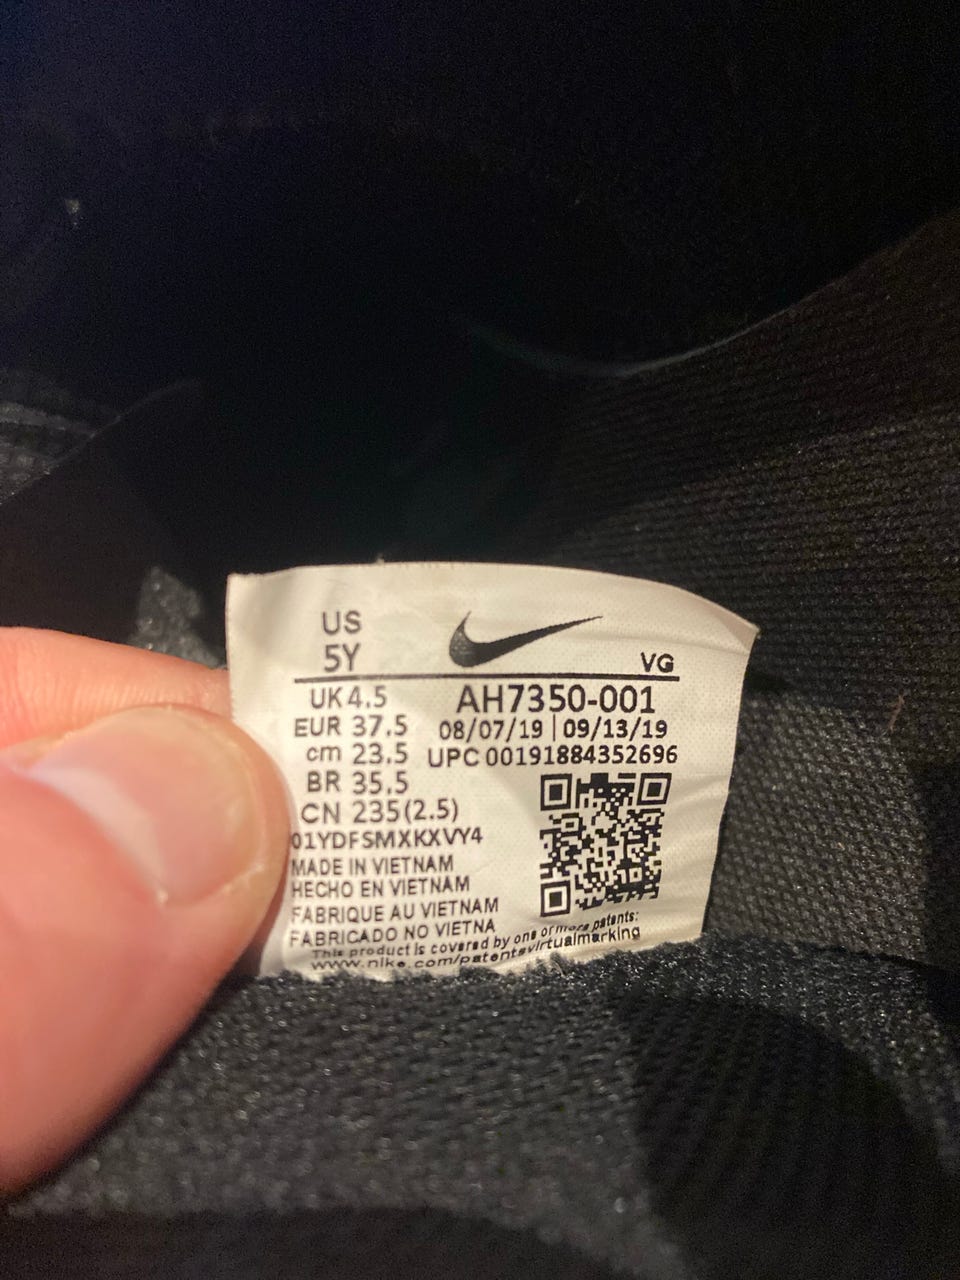 US
5Y
VG
UK 4.5
AH7350-001
EUR 37.5
08/07/19 | 09/13/19
cm 23.5
UPC 00191884352696
BR 35.5
CN 235(2.5)
01YDFSMXKXVY4
MADE IN VIETNAM
HECHO EN VIETNAM
FABRIQUE AU VIETNAM
FABRICADO NO VIETNA
This product is covered by one or more patents:
www.nike.com/patentsvirtualmarking